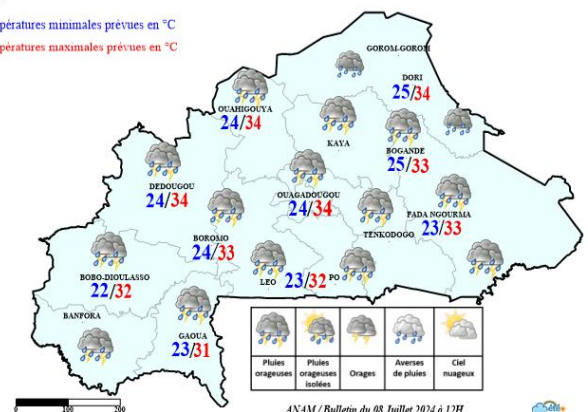 pératures minimales prévues en °C
pératures maximales prévues en °C
GOROM-GOROM
DORI
25/34
OUAHIGOUYA
24/34
KAYA
BOGANDE
25/33
DEDOUGOU
24/34
OUAGADOUGOU
24/34
FADA NGOURMA
23/33
TENKODOGO
BOROMO
24/33
BOBO-DIOULASSO
22/32
LEO 23/32 PO
BANFORA
GAOUA
23/31
Pluies orageuses
Pluies orageuses isolées
Orages
Averses de pluies
Ciel nuageux
0 100 200
ANAM / Bulletin du 08 Juillet 2024 à 12H